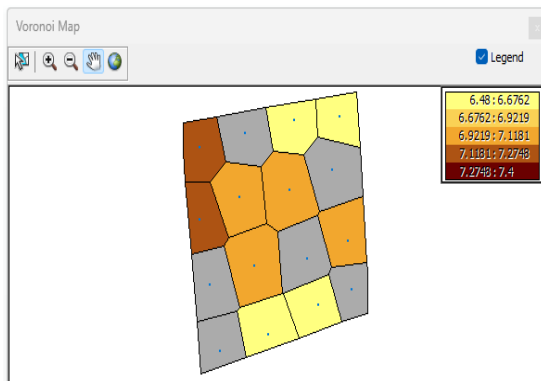 Voronoi Map
Legend
6.48 : 6.6762
6.6762 : 6.9219
6.9219 : 7.1181
7.1181 : 7.2748
7.2748 : 7.4